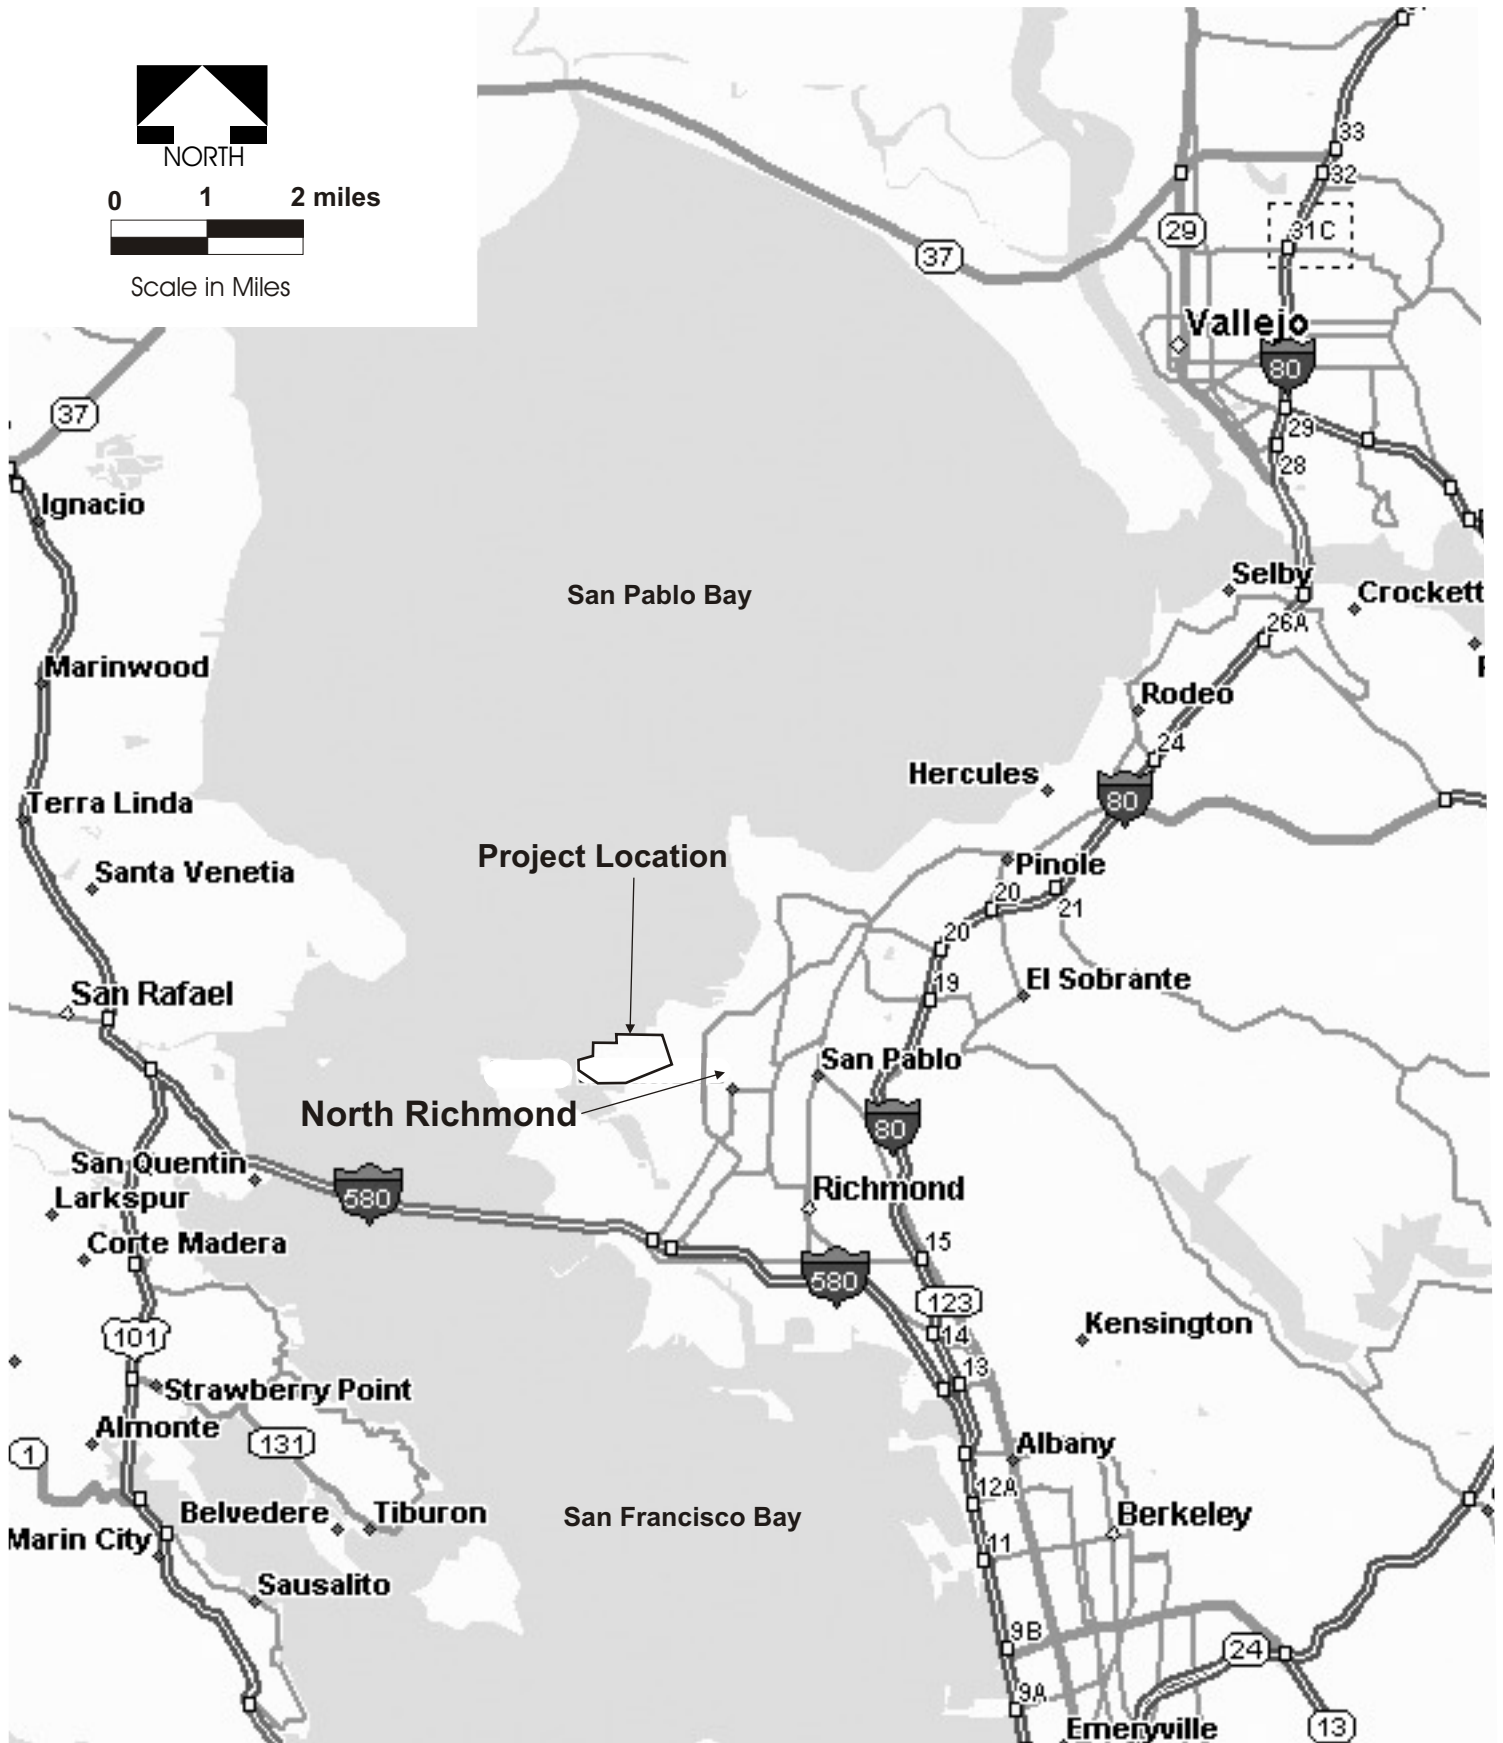 NORTH
0 1 2 miles
Scale in Miles
33
32
31C
29
37
Vallejo
80
37
29
28
Ignacio
San Pablo Bay
Selby
Crockett
26A
Marinwood
Rodeo
24
Hercules
80
Terra Linda
Project Location
Pinole
Santa Venetia
20
21
20
El Sobrante
19
San Rafael
San Pablo
North Richmond
80
San Quentin
580
Richmond
Larkspur
Corte Madera
15
580
123
101
14
Kensington
13
Strawberry Point
Almonte
131
1
Albany
12A
Belvedere
Tiburon
San Francisco Bay
Berkeley
Marin City
11
Sausalito
9B
24
9A
Emeryville
13